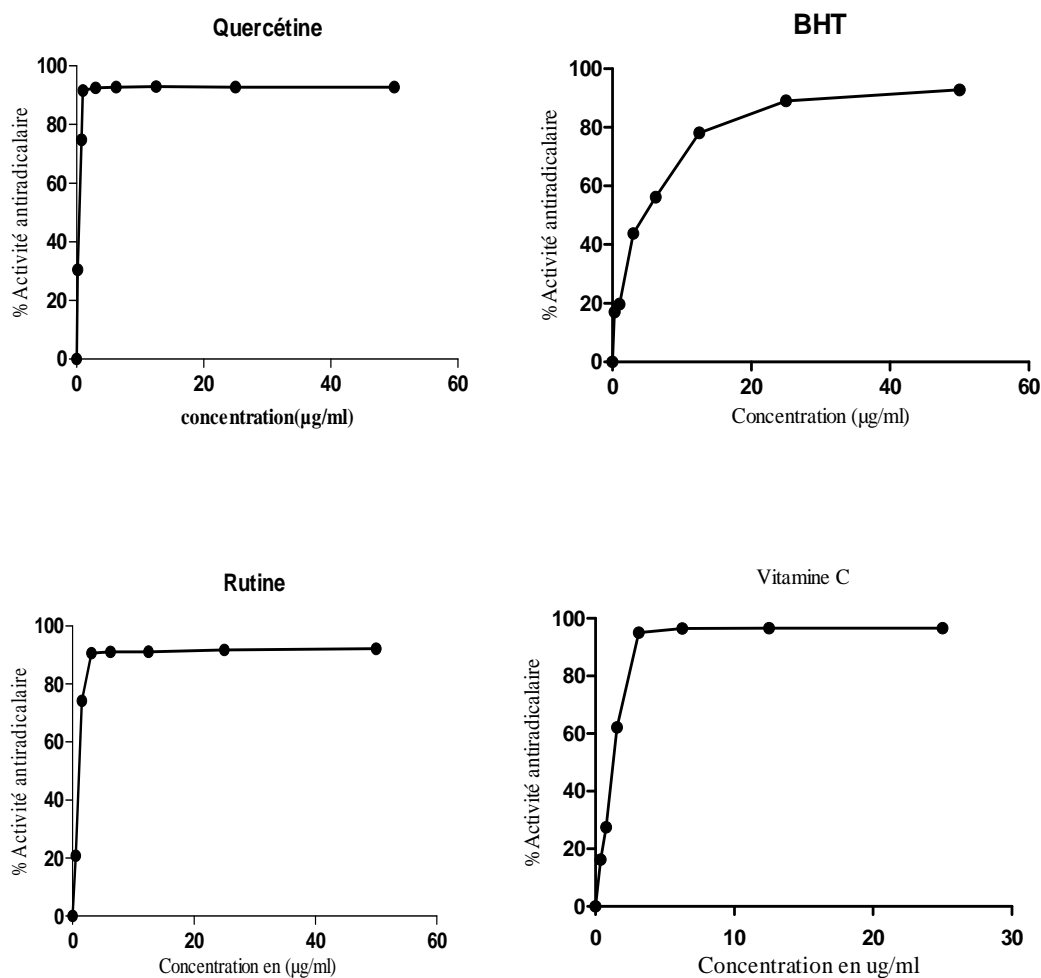 Quercétine
% Activité antiradicalaire
100
80
60
40
20
0
0 20 40 60
concentration(µg/ml)
BHT
% Activité antiradicalaire
100
80
60
40
20
0
0 20 40 60
Concentration (µg/ml)
Rutine
% Activité antiradicalaire
100
80
60
40
20
0
0 20 40 60
Concentration en (µg/ml)
Vitamine C
% Activité antiradicalaire
100
80
60
40
20
0
0 10 20 30
Concentration en ug/ml